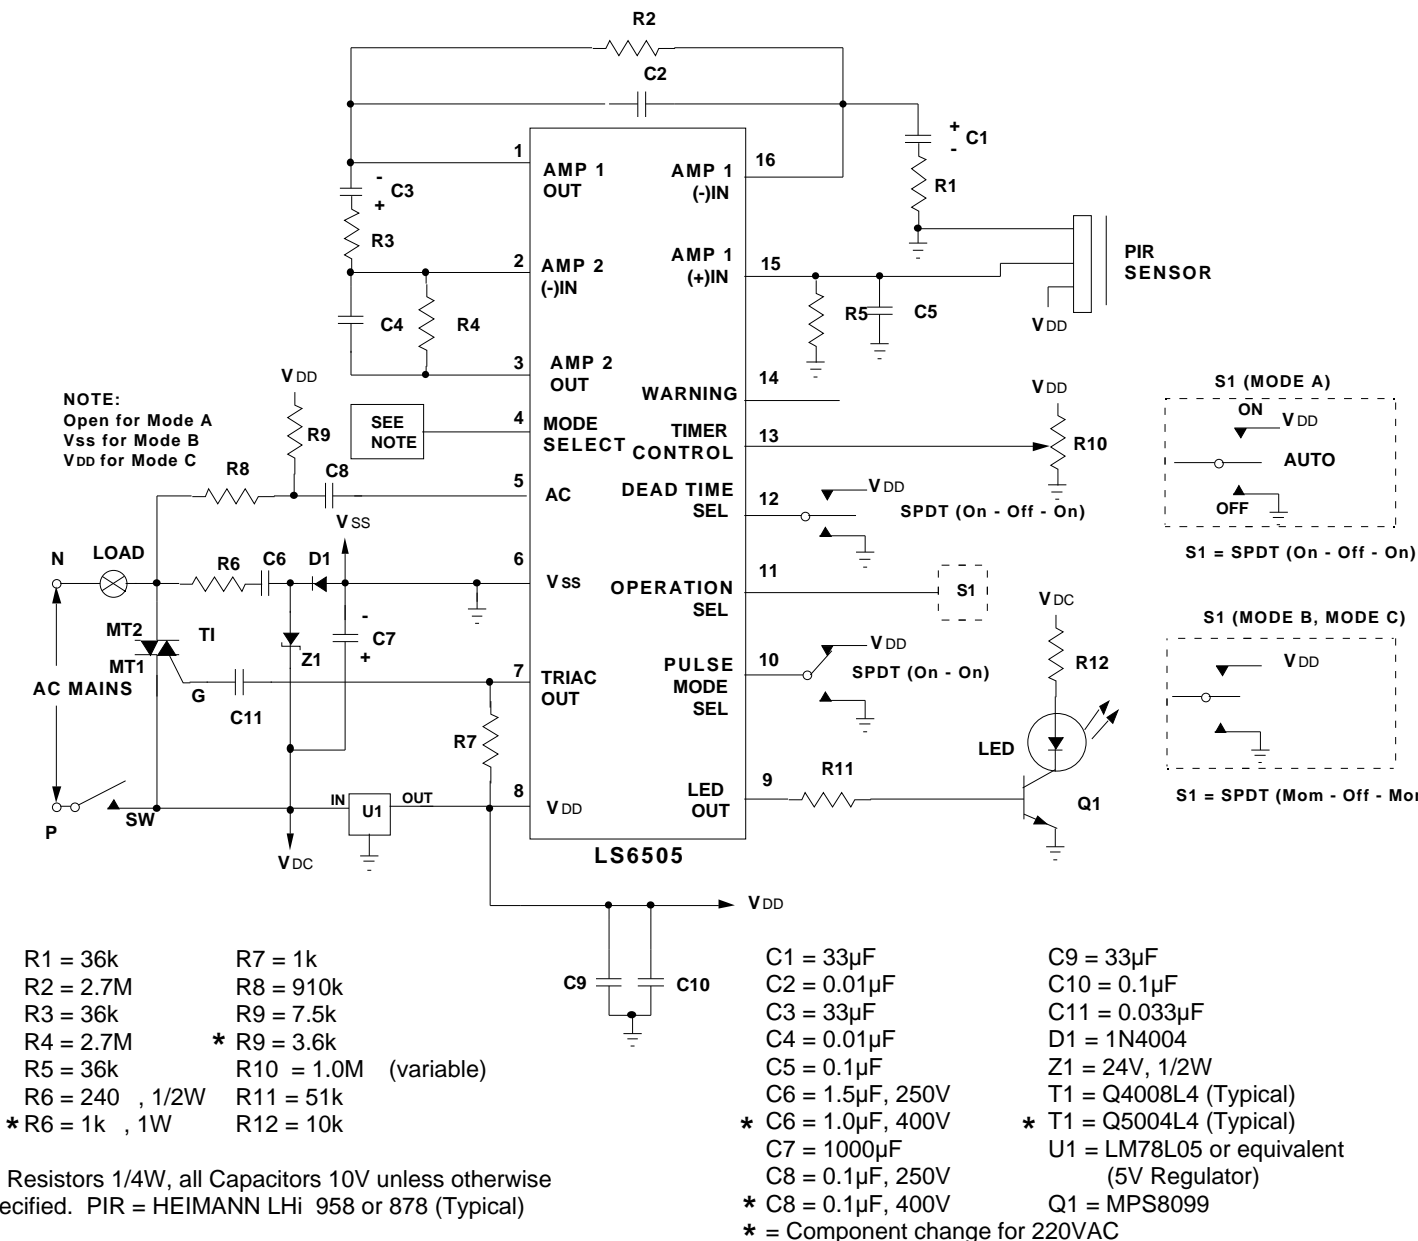 R2
C2
+
C1
-
R1
1
AMP 1
OUT
16
AMP 1
(-)IN
-
C3
+
R3
2
AMP 2
(-)IN
AMP 1
(+)IN
15
PIR
SENSOR
C4
R4
R5
C5
VDD
3
AMP 2
OUT
14
WARNING
VDD
R10
NOTE:
Open for Mode A
Vss for Mode B
VDD for Mode C
VDD
R9
SEE
NOTE
4
MODE
SELECT
TIMER
CONTROL
13
S1 (MODE A)
ON
VDD
AUTO
OFF
S1 = SPDT (On - Off - On)
R8
C8
5
AC
DEAD TIME
SEL
12
VDD
SPDT (On - Off - On)
VSS
N
LOAD
R6
C6
D1
6
VSS
OPERATION
SEL
11
S1
VDC
R12
S1 (MODE B, MODE C)
VDD
S1 = SPDT (Mom - Off - Mo
MT2
TI
MT1
Z1
-
C7
+
AC MAINS
G
C11
7
TRIAC
OUT
PULSE
MODE
SEL
10
VDD
SPDT (On - On)
R7
LED
IN
U1
OUT
8
VDD
LED
OUT
9
R11
Q1
P
SW
VDC
LS6505
VDD
C9
C10
R1 = 36k
R2 = 2.7M
R3 = 36k
R4 = 2.7M
R5 = 36k
R6 = 240 , 1/2W
* R6 = 1k , 1W
R7 = 1k
R8 = 910k
R9 = 7.5k
* R9 = 3.6k
R10 = 1.0M (variable)
R11 = 51k
R12 = 10k
Resistors 1/4W, all Capacitors 10V unless otherwise
ecified. PIR = HEIMANN LHi 958 or 878 (Typical)
C1 = 33µF
C2 = 0.01µF
C3 = 33µF
C4 = 0.01µF
C5 = 0.1µF
C6 = 1.5µF, 250V
* C6 = 1.0µF, 400V
C7 = 1000µF
C8 = 0.1µF, 250V
* C8 = 0.1µF, 400V
C9 = 33µF
C10 = 0.1µF
C11 = 0.033µF
D1 = 1N4004
Z1 = 24V, 1/2W
T1 = Q4008L4 (Typical)
* T1 = Q5004L4 (Typical)
U1 = LM78L05 or equivalent
(5V Regulator)
Q1 = MPS8099
* = Component change for 220VAC